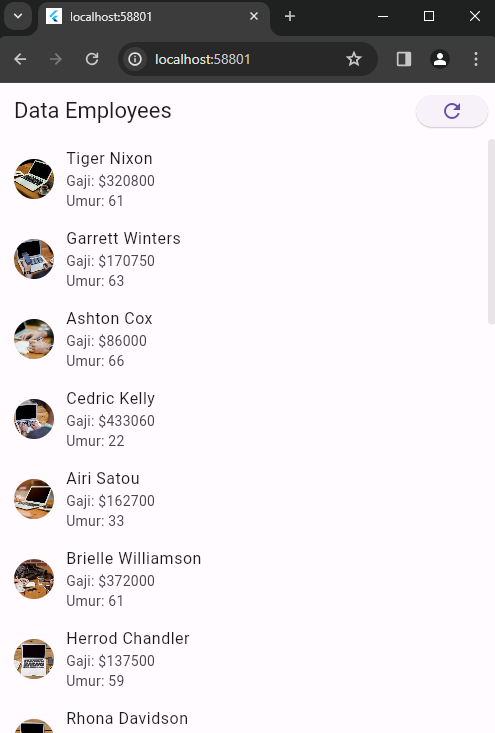 localhost:58801
localhost:58801
Data Employees
Tiger Nixon
Gaji: $320800
Umur: 61
Garrett Winters
Gaji: $170750
Umur: 63
Ashton Cox
Gaji: $86000
Umur: 66
Cedric Kelly
Gaji: $433060
Umur: 22
Airi Satou
Gaji: $162700
Umur: 33
Brielle Williamson
Gaji: $372000
Umur: 61
Herrod Chandler
Gaji: $137500
Umur: 59
Rhona Davidson